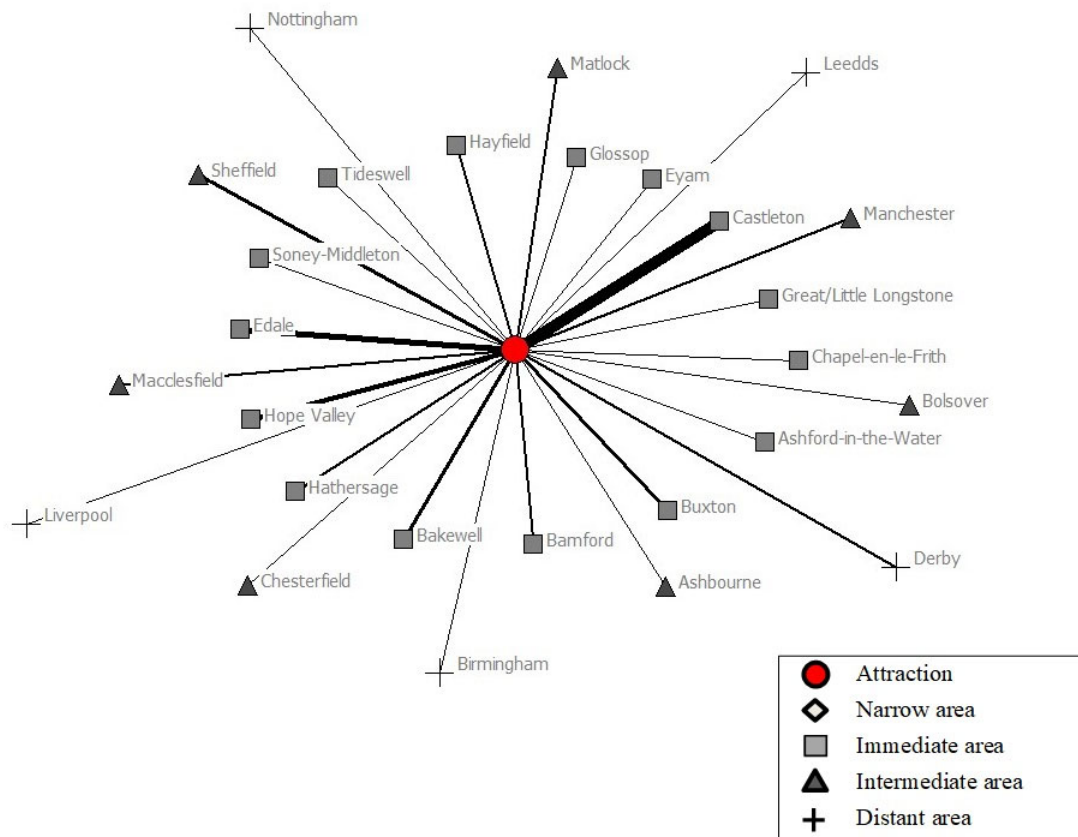 Nottingham
Matlock
Leedds
Hayfield
Glossop
Sheffield
Tideswell
Eyam
Castleton
Manchester
Soney-Middleton
Great/Little Longstone
Edale
Chapel-en-le-Frith
Macclesfield
Bolsover
Hope Valley
Ashford-in-the-Water
Hathersage
Buxton
Liverpool
Bakewell
Bamford
Derby
Chesterfield
Ashbourne
Birmingham
Attraction
Narrow area
Immediate area
Intermediate area
Distant area